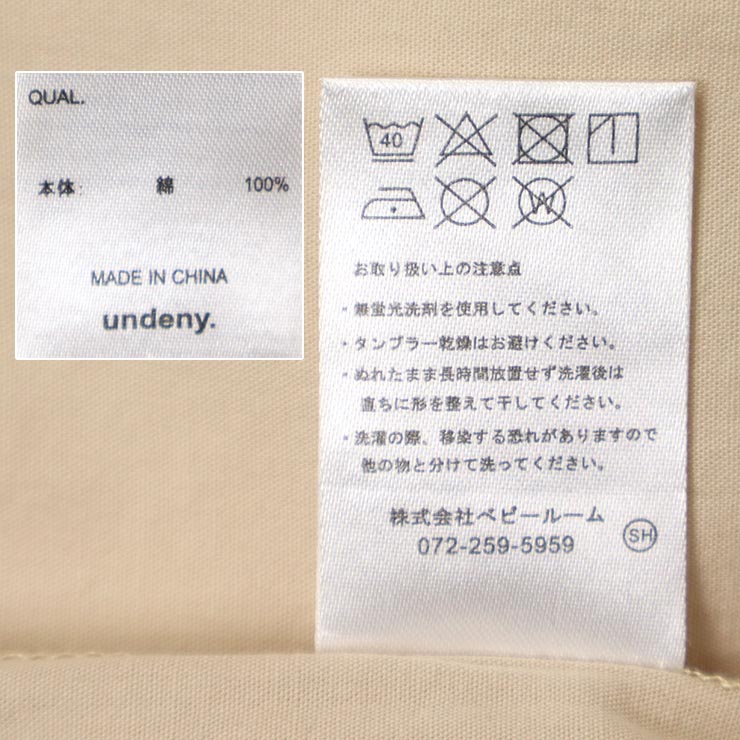 QUAL.
本体: 綿 100%
MADE IN CHINA
undeny.
40
W
お取り扱い上の注意点
・無蛍光洗剤を使用してください。
・タンブラー乾燥はお避けください。
・ぬれたまま長時間放置せず洗濯後は
直ちに形を整えて干してください。
・洗濯の際、移染する恐れがありますので
他の物と分けて洗ってください。
株式会社ベビールーム
072-259-5959
SH